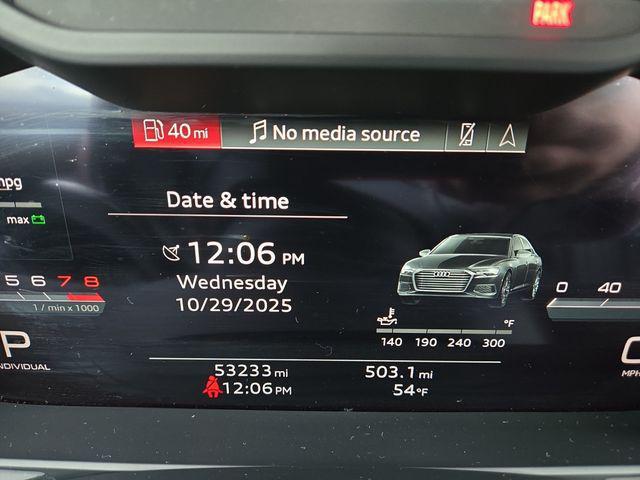 PARK
40 mi
No media source
mpg
Date & time
max
12:06 PM
Wednesday
10/29/2025
5 6 7 8
0 40
1 / min x 1000
°F
140 190 240 300
P
INDIVIDUAL
MPH
53233 mi
503.1 mi
12:06 PM
54 °F